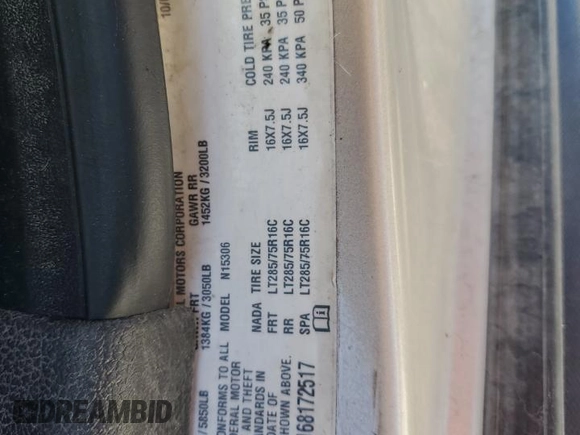 10/
L MOTORS CORPORATION
FRT GAWR RR
/ 5850LB 1384KG / 3050LB 1452KG / 3200LB
ONFORMS TO ALL MODEL N15306
ERAL MOTOR
AND THEFT NADA TIRE SIZE RIM COLD TIRE PRE
NDARDS IN FRT LT285/75R16C 16X7.5J 240 KPA 35 P
DATE OF RR LT285/75R16C 16X7.5J 240 KPA 35 P
HOWN ABOVE. SPA LT285/75R16C 16X7.5J 340 KPA 50 P
68172517
DREAMBID